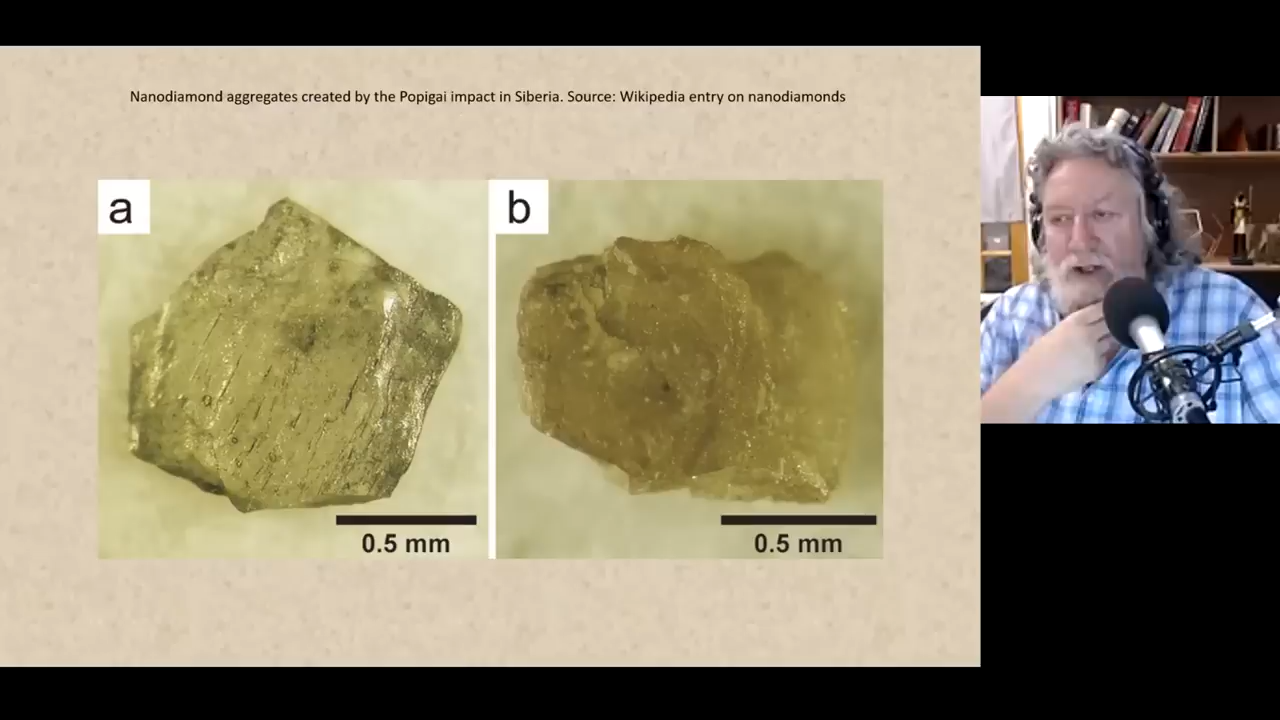 Nanodiamond aggregates created by the Popigai impact in Siberia. Source: Wikipedia entry on nanodiamonds
a
b
0.5 mm
0.5 mm